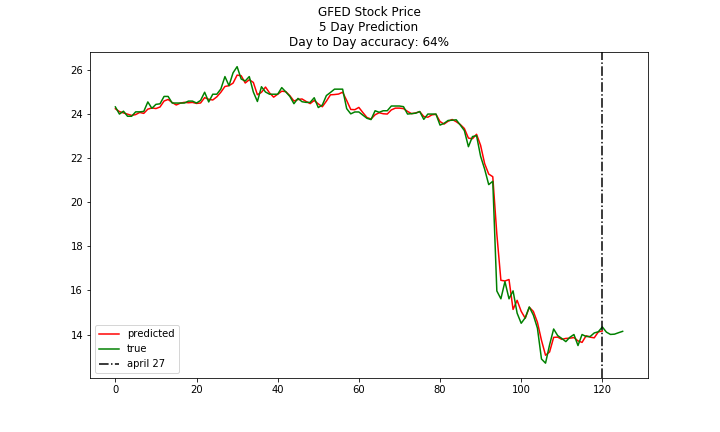 GFED Stock Price
5 Day Prediction
Day to Day accuracy: 64%
26
24
22
20
18
16
14
predicted
true
april 27
0 20 40 60 80 100 120